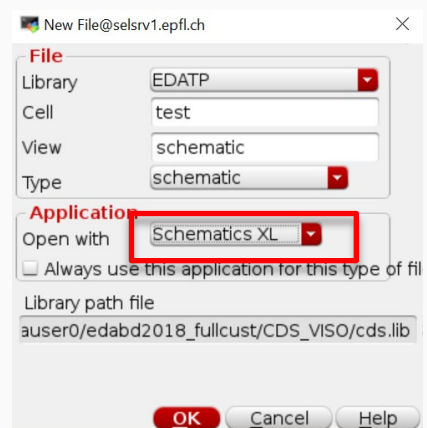 New File@selsrv1.epfl.ch
File
Library EDATP
Cell test
View schematic
Type schematic
Application
Open with Schematics XL
Always use this application for this type of fil
Library path file
auser0/edabd2018_fullcust/CDS_VISO/cds.lib
OK Cancel Help